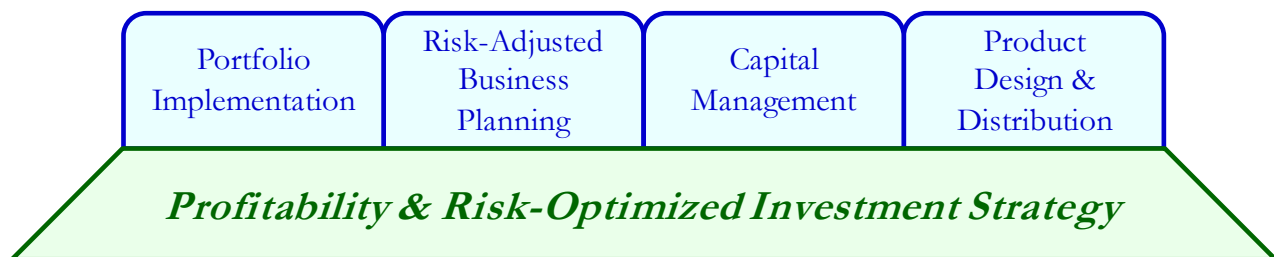 Portfolio
Implementation
Risk-Adjusted
Business
Planning
Capital
Management
Product
Design &
Distribution
Profitability & Risk-Optimized Investment Strategy